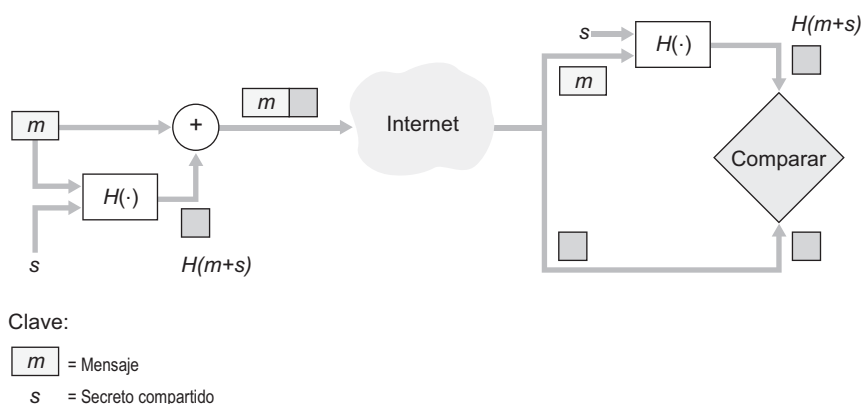 H(m+s)
s
H(·)
m
m
Internet
m
+
Comparar
H(·)
s
H(m+s)
Clave:
m = Mensaje
s = Secreto compartido